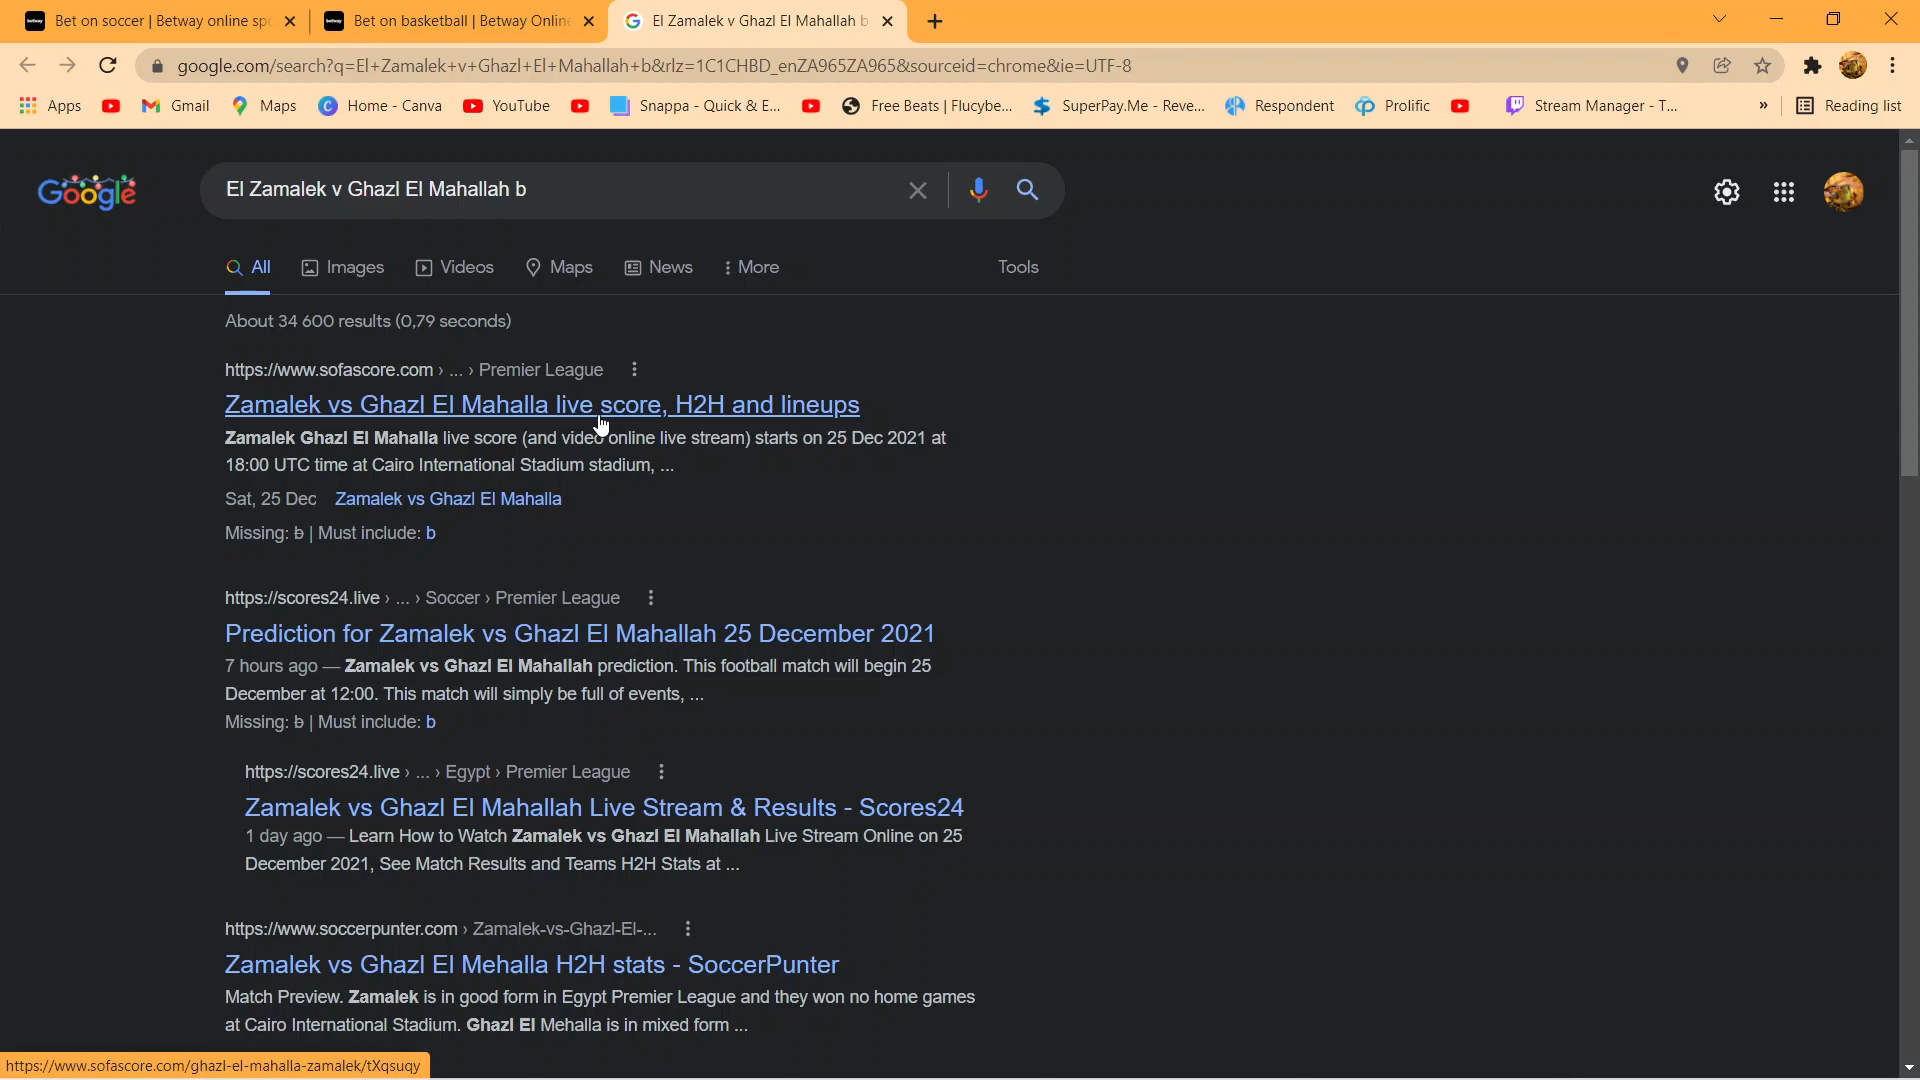 Bet on soccer | Betway online spo
Bet on basketball | Betway Online
El Zamalek v Ghazl El Mahallah b
google.com/search?q=El+Zamalek+v+Ghazl+El+Mahallah+b&rlz=1C1CHBD_enZA965ZA965&sourceid=chrome&ie=UTF-8
Apps
Gmail
Maps
Home - Canva
YouTube
Snappa - Quick & E...
Free Beats | Flucybe...
SuperPay.Me - Reve...
Respondent
Prolific
Stream Manager - T...
»
Reading list
Google
El Zamalek v Ghazl El Mahallah b
All
Images
Videos
Maps
News
More
Tools
About 34 600 results (0,79 seconds)
https://www.sofascore.com › ... › Premier League
Zamalek vs Ghazl El Mahalla live score, H2H and lineups
Zamalek Ghazl El Mahalla live score (and video online live stream) starts on 25 Dec 2021 at
18:00 UTC time at Cairo International Stadium stadium, ...
Sat, 25 Dec Zamalek vs Ghazl El Mahalla
Missing: b | Must include: b
https://scores24.live › ... › Soccer › Premier League
Prediction for Zamalek vs Ghazl El Mahallah 25 December 2021
7 hours ago — Zamalek vs Ghazl El Mahallah prediction. This football match will begin 25
December at 12:00. This match will simply be full of events, ...
Missing: b | Must include: b
https://scores24.live › ... › Egypt › Premier League
Zamalek vs Ghazl El Mahallah Live Stream & Results - Scores24
1 day ago — Learn How to Watch Zamalek vs Ghazl El Mahallah Live Stream Online on 25
December 2021, See Match Results and Teams H2H Stats at ...
https://www.soccerpunter.com › Zamalek-vs-Ghazl-El-...
Zamalek vs Ghazl El Mehalla H2H stats - SoccerPunter
Match Preview. Zamalek is in good form in Egypt Premier League and they won no home games
at Cairo International Stadium. Ghazl El Mehalla is in mixed form ...
https://www.sofascore.com/ghazl-el-mahalla-zamalek/tXqsuqy